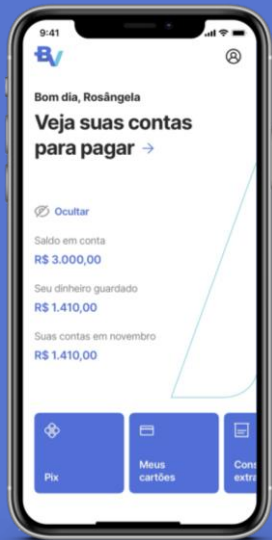 9:41
BV
Bom dia, Rosângela
Veja suas contas
para pagar →
Ocultar
Saldo em conta
R$ 3.000,00
Seu dinheiro guardado
R$ 1.410,00
Suas contas em novembro
R$ 1.410,00
Pix
Meus
cartões
Cons
extra